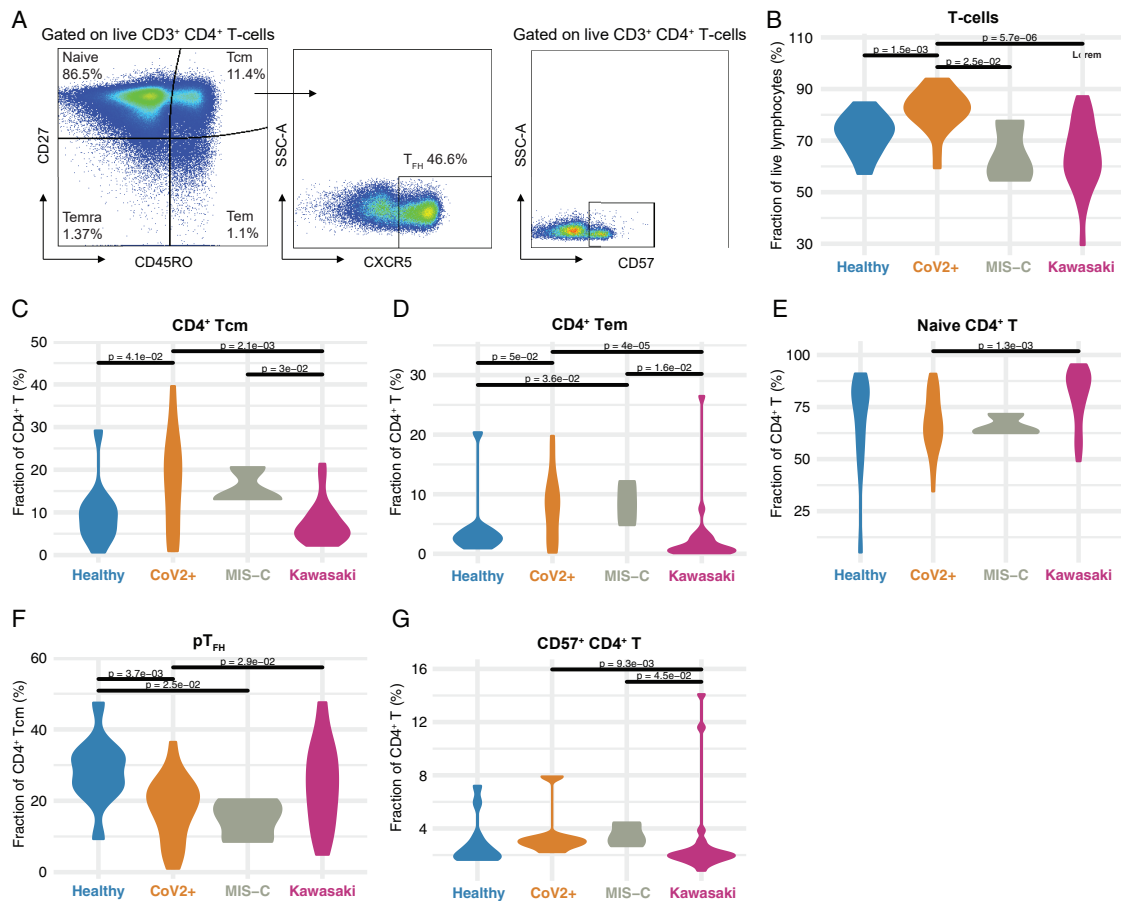 A
Gated on live CD3⁺ CD4⁺ T-cells
Naive
86.5%
Tcm
11.4%
Temra
1.37%
Tem
1.1%
CD27
CD45RO
SSC-A
T_FH 46.6%
CXCR5
Gated on live CD3⁺ CD4⁺ T-cells
SSC-A
CD57
B
T-cells
Fraction of live lymphocytes (%)
110
90
70
50
30
p = 5.7e−06
p = 1.5e−03
p = 2.5e−02
Lorem
Healthy CoV2+ MIS−C Kawasaki
C
CD4⁺ Tcm
Fraction of CD4⁺ T (%)
50
40
30
20
10
0
p = 2.1e−03
p = 4.1e−02
p = 3e−02
Healthy CoV2+ MIS−C Kawasaki
D
CD4⁺ Tem
Fraction of CD4⁺ T (%)
30
20
10
0
p = 4e−05
p = 5e−02
p = 1.6e−02
p = 3.6e−02
Healthy CoV2+ MIS−C Kawasaki
E
Naive CD4⁺ T
Fraction of CD4⁺ T (%)
100
75
50
25
p = 1.3e−03
Healthy CoV2+ MIS−C Kawasaki
F
pT_FH
Fraction of CD4⁺ Tcm (%)
60
40
20
0
p = 2.9e−02
p = 3.7e−03
p = 2.5e−02
Healthy CoV2+ MIS−C Kawasaki
G
CD57⁺ CD4⁺ T
Fraction of CD4⁺ T (%)
16
12
8
4
p = 9.3e−03
p = 4.5e−02
Healthy CoV2+ MIS−C Kawasaki